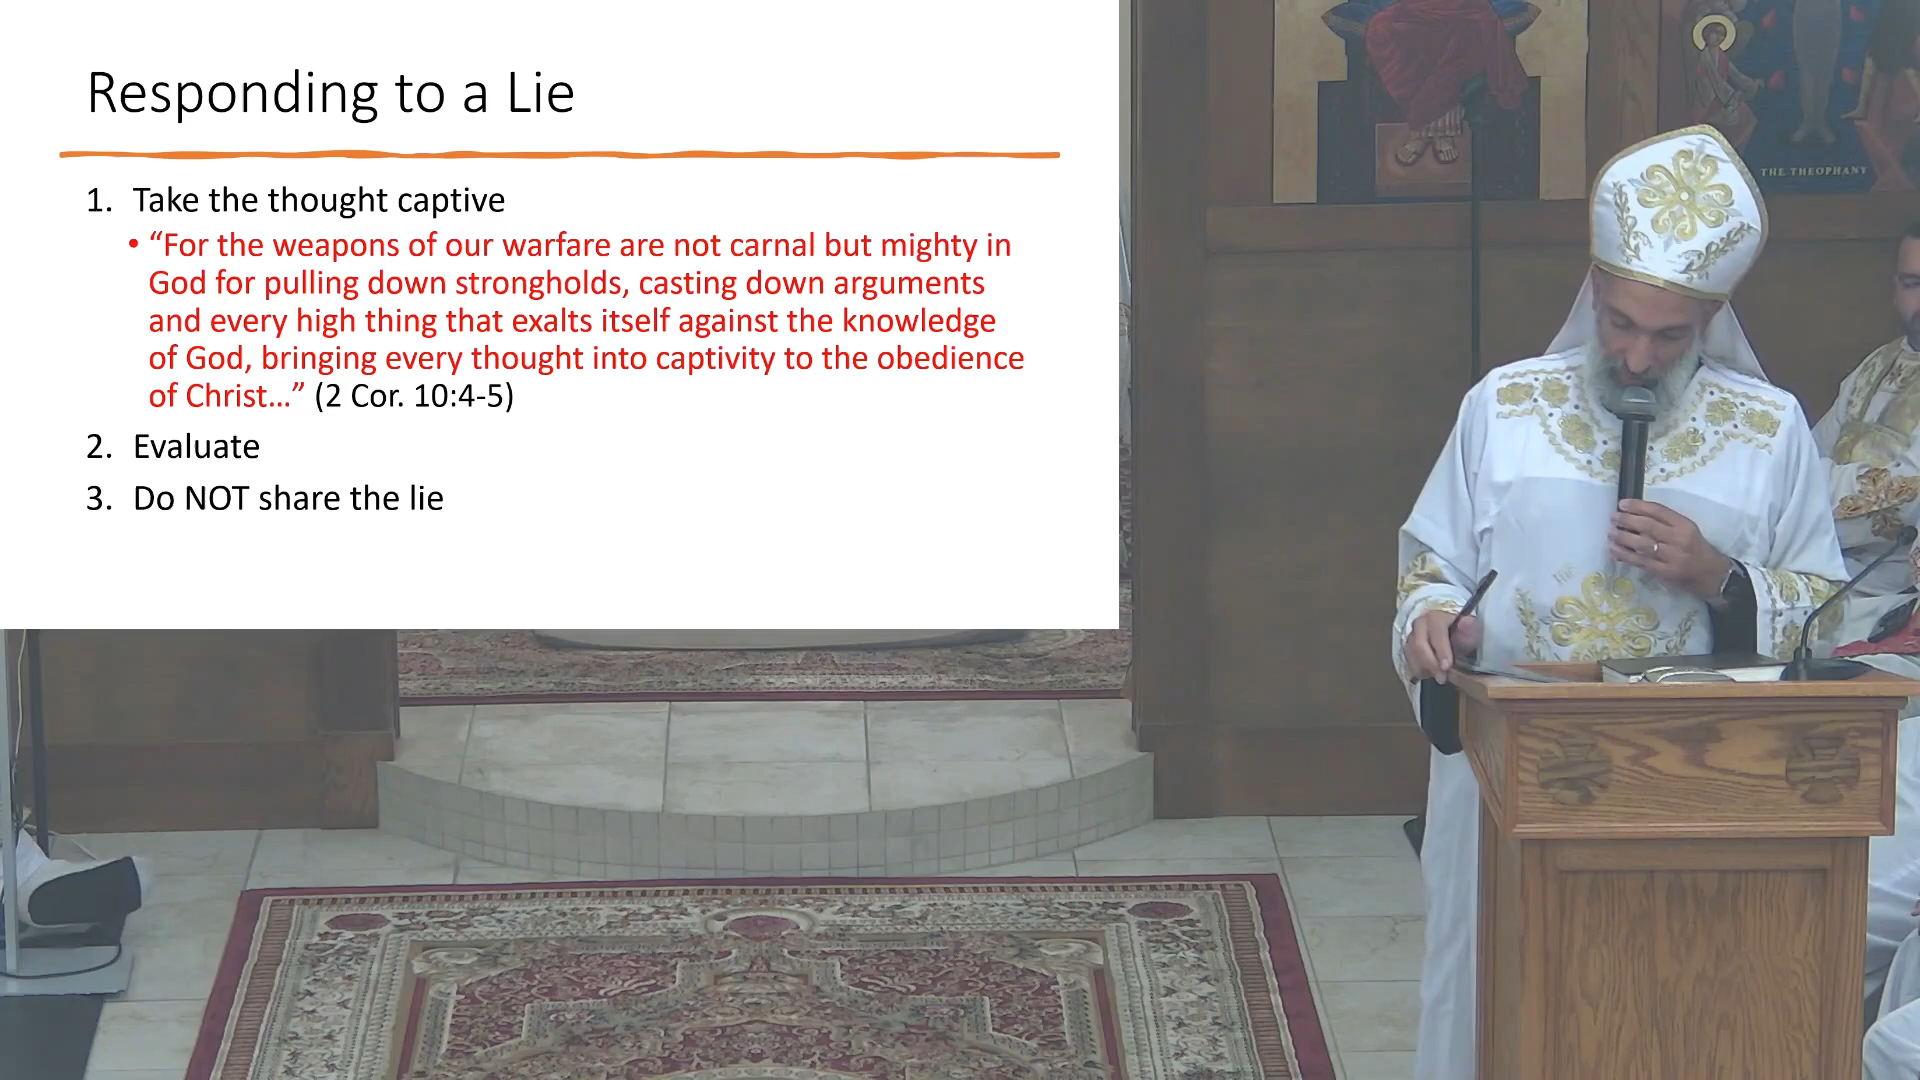 Responding to a Lie
1. Take the thought captive
• “For the weapons of our warfare are not carnal but mighty in
God for pulling down strongholds, casting down arguments
and every high thing that exalts itself against the knowledge
of God, bringing every thought into captivity to the obedience
of Christ…” (2 Cor. 10:4-5)
2. Evaluate
3. Do NOT share the lie
THE THEOPHANY